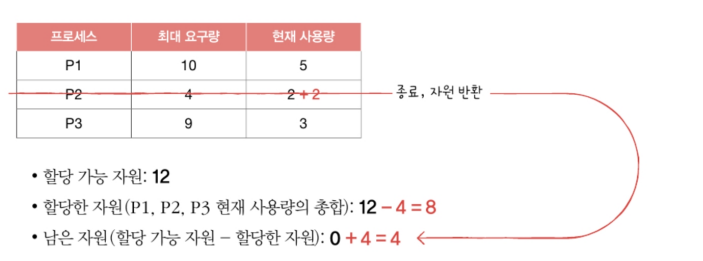 프로세스 최대 요구량 현재 사용량
P1 10 5
P2 4 2 + 2 종료, 자원 반환
P3 9 3
• 할당 가능 자원: 12
• 할당한 자원(P1, P2, P3 현재 사용량의 총합): 12 – 4 = 8
• 남은 자원(할당 가능 자원 – 할당한 자원): 0 + 4 = 4